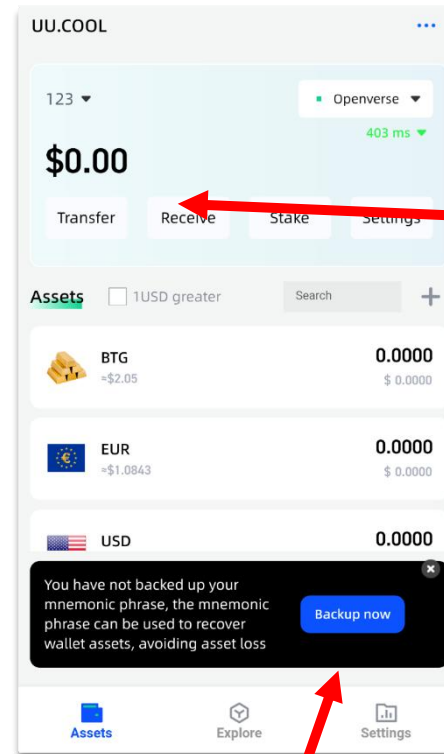 UU.COOL
123
Openverse
403 ms
$0.00
Transfer Receive Stake Settings
Assets 1USD greater Search
BTG 0.0000
≈$2.05 $ 0.0000
EUR 0.0000
≈$1.0843 $ 0.0000
USD 0.0000
You have not backed up your
mnemonic phrase, the mnemonic
phrase can be used to recover
wallet assets, avoiding asset loss
Backup now
Assets Explore Settings